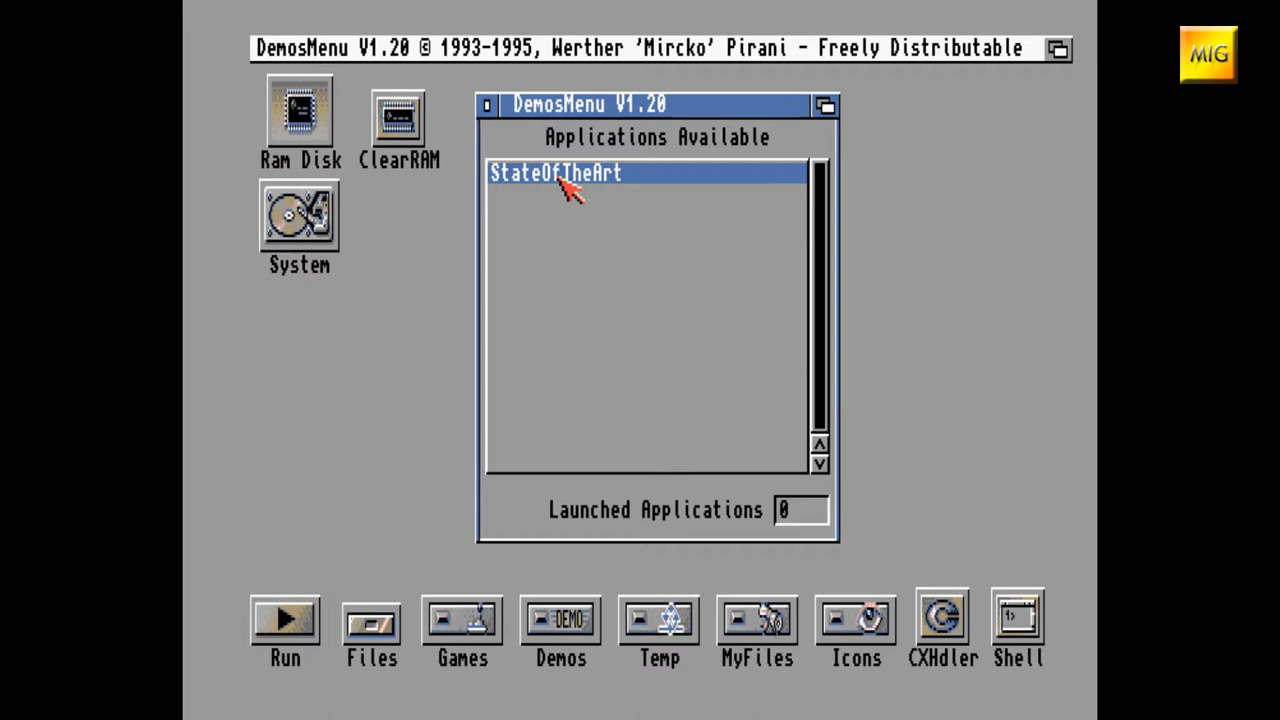 DemosMenu V1.20 © 1993-1995, Werther 'Mircko' Pirani - Freely Distributable
MIG
DemosMenu V1.20
Applications Available
StateOfTheArt
Ram Disk
ClearRAM
System
Launched Applications 0
DEMO
1>
Run
Files
Games
Demos
Temp
MyFiles
Icons
CXHdler
Shell